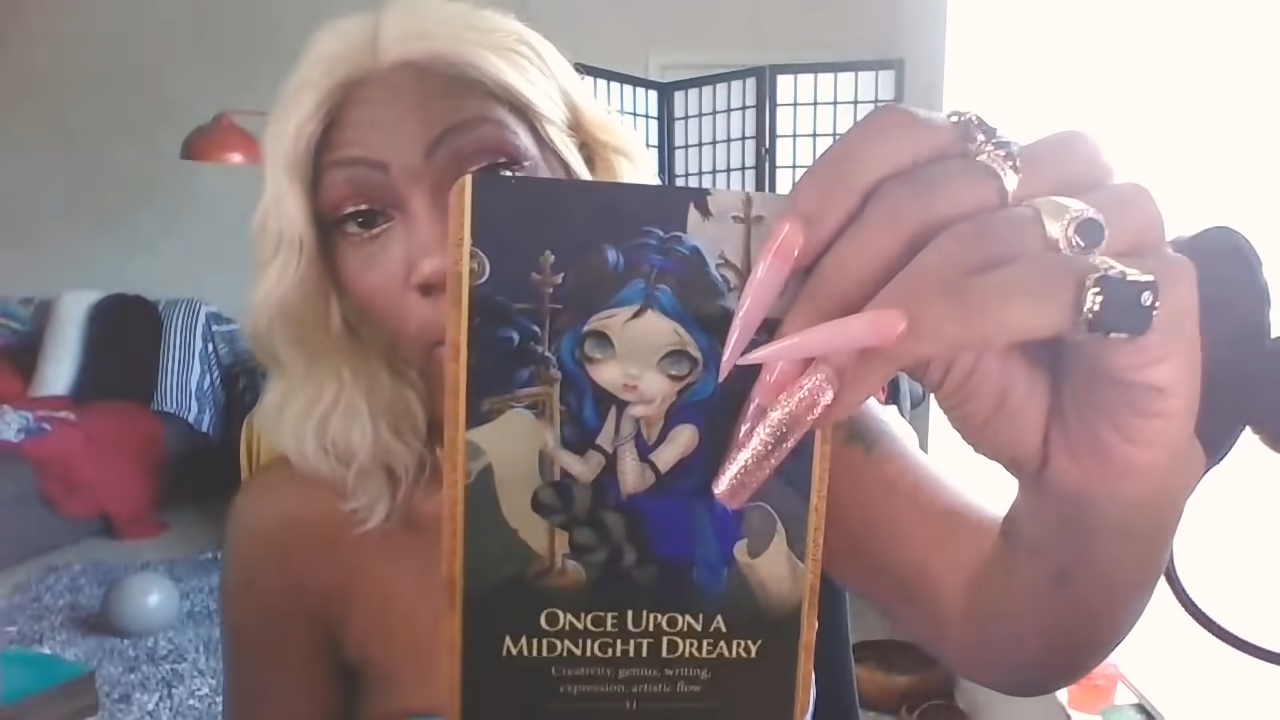 ONCE UPON A
MIDNIGHT DREARY
Creativity, genius, writing,
expression, artistic flow